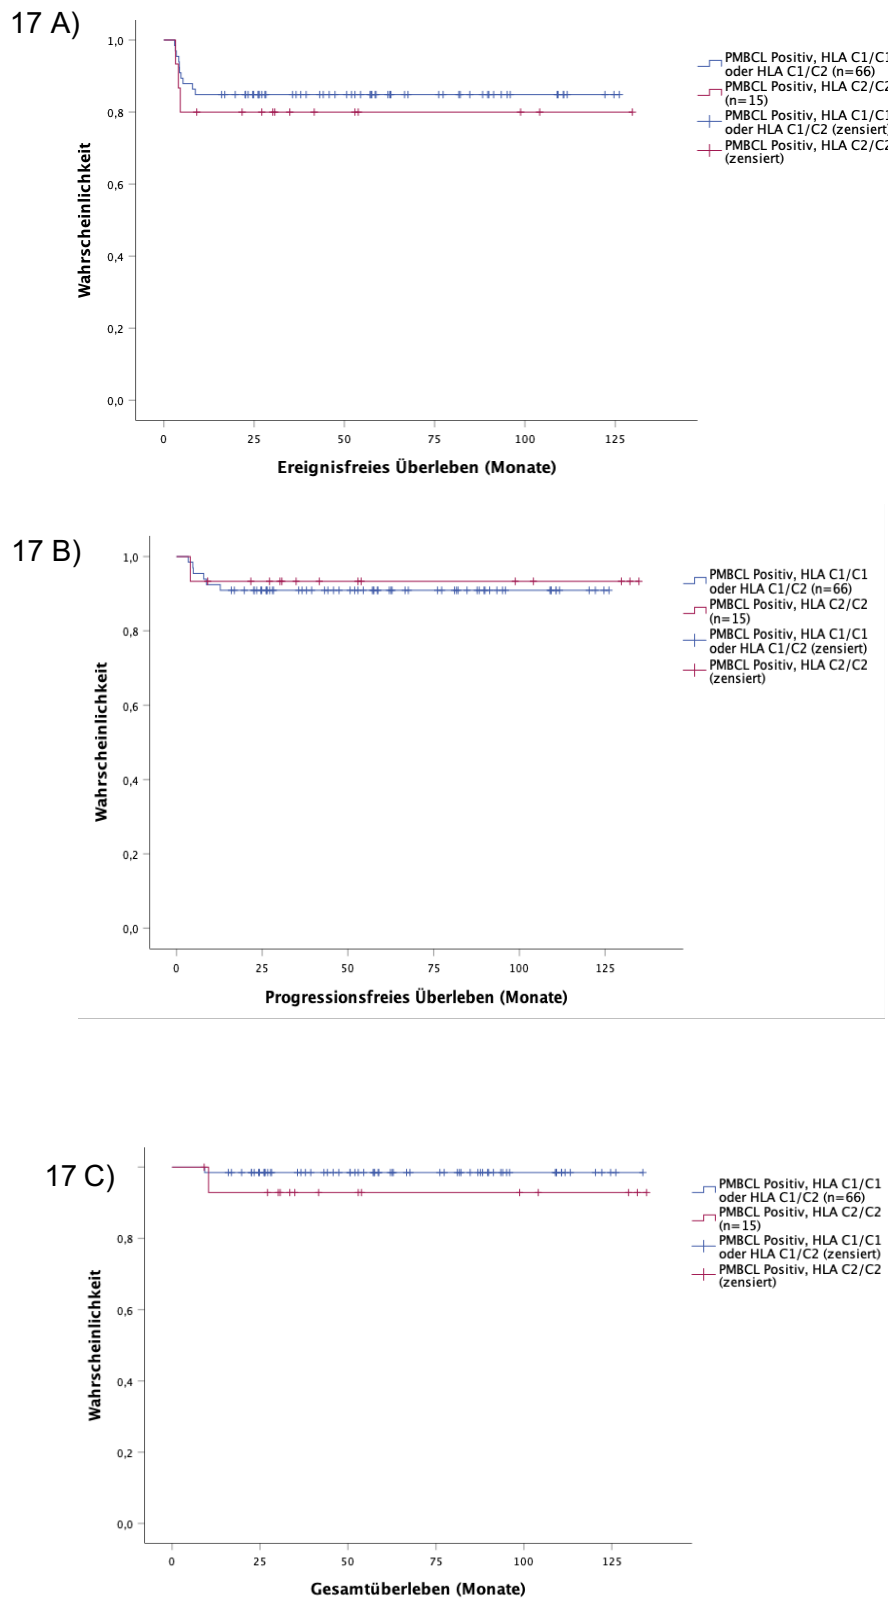 17 A)
1,0
0,8
0,6
0,4
0,2
0,0
Wahrscheinlichkeit
0 25 50 75 100 125
Ereignisfreies Überleben (Monate)
PMBCL Positiv, HLA C1/C1
oder HLA C1/C2 (n=66)
PMBCL Positiv, HLA C2/C2
(n=15)
PMBCL Positiv, HLA C1/C1
oder HLA C1/C2 (zensiert)
PMBCL Positiv, HLA C2/C2
(zensiert)
17 B)
1,0
0,8
0,6
0,4
0,2
0,0
Wahrscheinlichkeit
0 25 50 75 100 125
Progressionsfreies Überleben (Monate)
PMBCL Positiv, HLA C1/C1
oder HLA C1/C2 (n=66)
PMBCL Positiv, HLA C2/C2
(n=15)
PMBCL Positiv, HLA C1/C1
oder HLA C1/C2 (zensiert)
PMBCL Positiv, HLA C2/C2
(zensiert)
17 C)
0,8
0,6
0,4
0,2
0,0
Wahrscheinlichkeit
0 25 50 75 100 125
Gesamtüberleben (Monate)
PMBCL Positiv, HLA C1/C1
oder HLA C1/C2 (n=66)
PMBCL Positiv, HLA C2/C2
(n=15)
PMBCL Positiv, HLA C1/C1
oder HLA C1/C2 (zensiert)
PMBCL Positiv, HLA C2/C2
(zensiert)